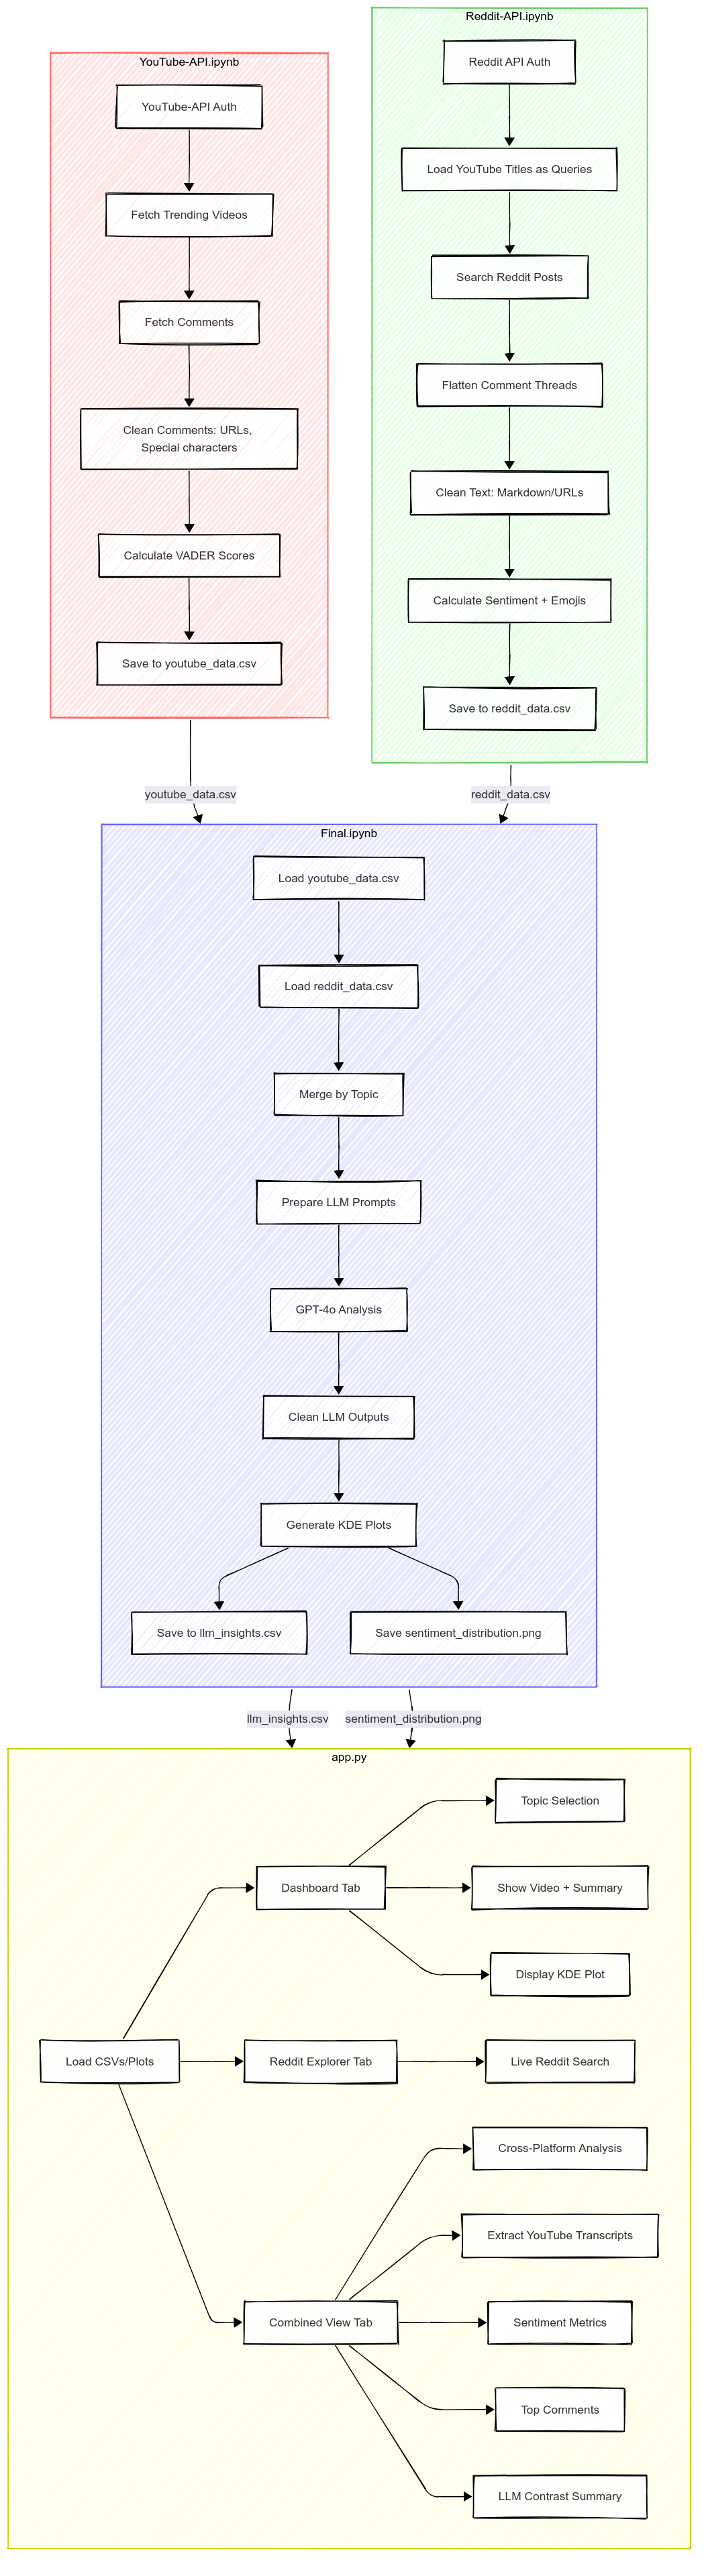 YouTube-API.ipynb
YouTube-API Auth
Fetch Trending Videos
Fetch Comments
Clean Comments: URLs,
Special characters
Calculate VADER Scores
Save to youtube_data.csv
Reddit-API.ipynb
Reddit API Auth
Load YouTube Titles as Queries
Search Reddit Posts
Flatten Comment Threads
Clean Text: Markdown/URLs
Calculate Sentiment + Emojis
Save to reddit_data.csv
youtube_data.csv
reddit_data.csv
Final.ipynb
Load youtube_data.csv
Load reddit_data.csv
Merge by Topic
Prepare LLM Prompts
GPT-4o Analysis
Clean LLM Outputs
Generate KDE Plots
Save to llm_insights.csv
Save sentiment_distribution.png
llm_insights.csv
sentiment_distribution.png
app.py
Load CSVs/Plots
Dashboard Tab
Topic Selection
Show Video + Summary
Display KDE Plot
Reddit Explorer Tab
Live Reddit Search
Combined View Tab
Cross-Platform Analysis
Extract YouTube Transcripts
Sentiment Metrics
Top Comments
LLM Contrast Summary